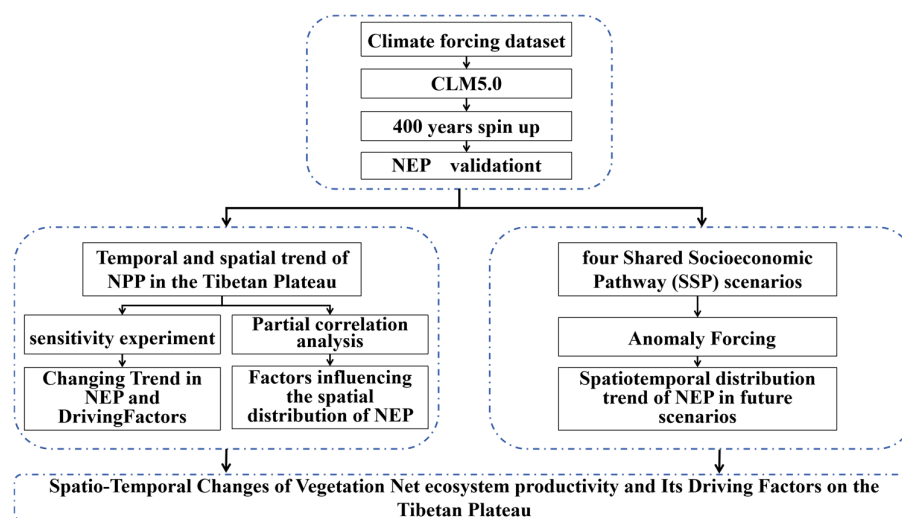 Climate forcing dataset
CLM5.0
400 years spin up
NEP validationt
Temporal and spatial trend of
NPP in the Tibetan Plateau
sensitivity experiment
Partial correlation
analysis
Changing Trend in
NEP and
DrivingFactors
Factors influencing
the spatial
distribution of NEP
four Shared Socioeconomic
Pathway (SSP) scenarios
Anomaly Forcing
Spatiotemporal distribution
trend of NEP in future
scenarios
Spatio-Temporal Changes of Vegetation Net ecosystem productivity and Its Driving Factors on the
Tibetan Plateau